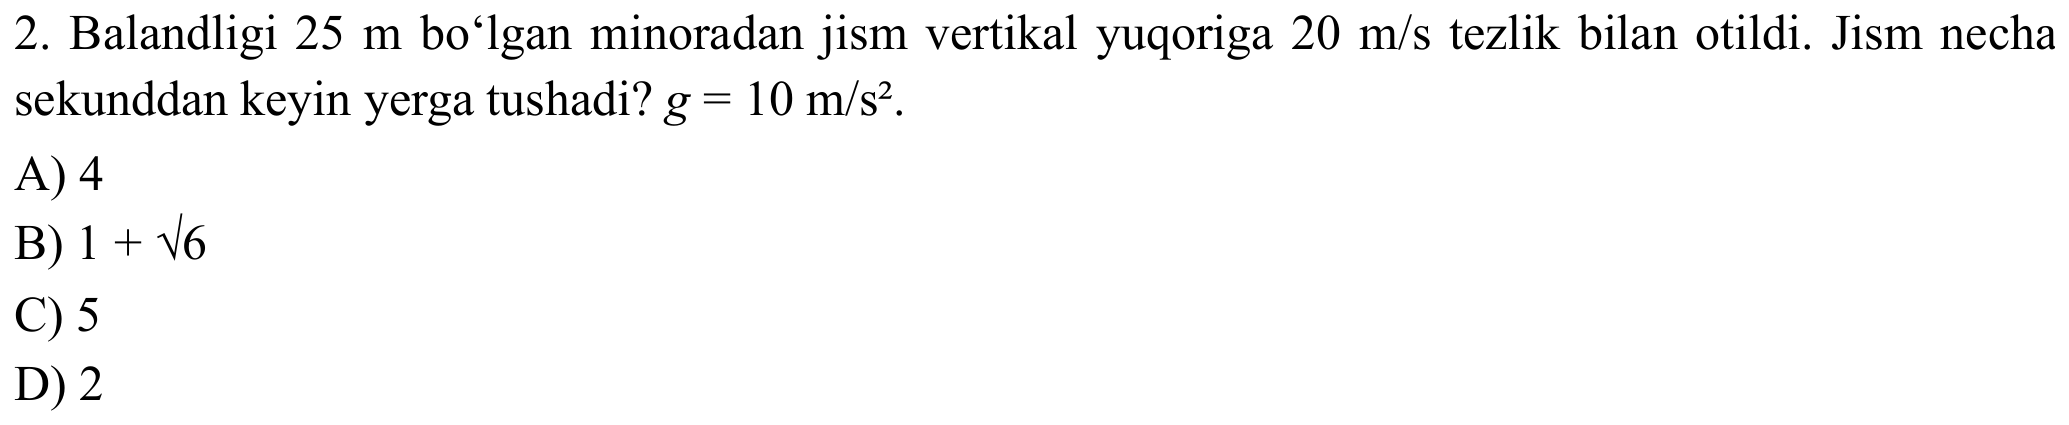 2. Balandligi 25 m bo‘lgan minoradan jism vertikal yuqoriga 20 m/s tezlik bilan otildi. Jism necha
sekunddan keyin yerga tushadi? g = 10 m/s².
A) 4
B) 1 + √6
C) 5
D) 2